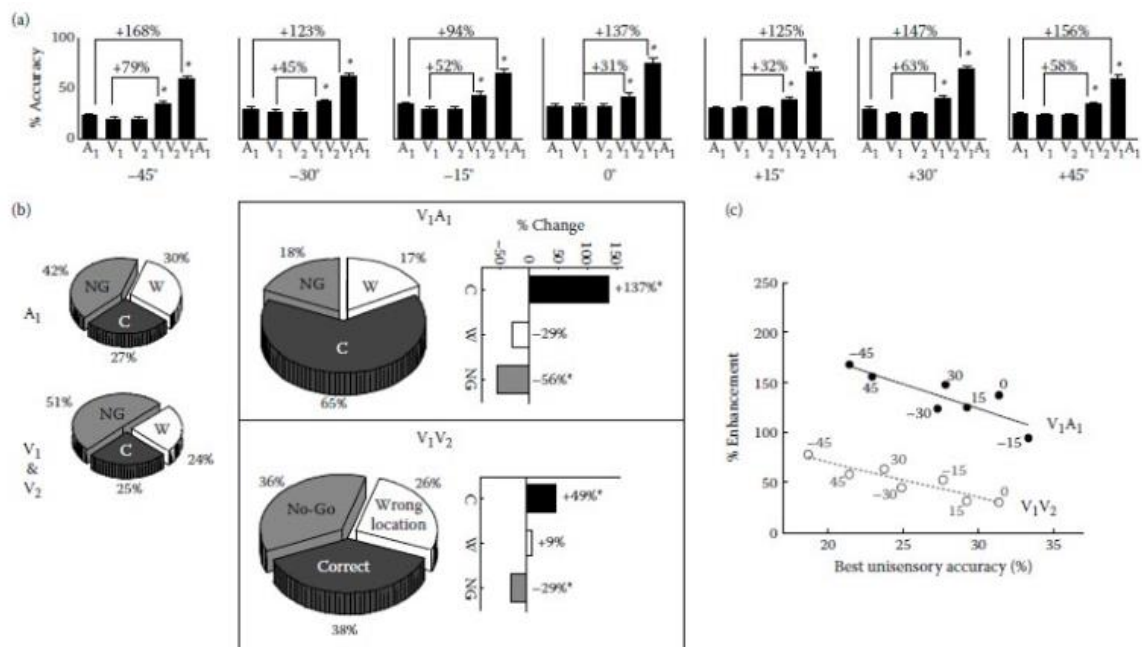 (a)
% Accuracy
100
50
0
+168%
+79%
*
*
A1 V1 V2 V1V2 V1A1
−45°
+123%
+45%
*
*
A1 V1 V2 V1V2 V1A1
−30°
+94%
+52%
*
*
A1 V1 V2 V1V2 V1A1
−15°
+137%
+31%
*
*
A1 V1 V2 V1V2 V1A1
0°
+125%
+32%
*
*
A1 V1 V2 V1V2 V1A1
+15°
+147%
+63%
*
*
A1 V1 V2 V1V2 V1A1
+30°
+156%
+58%
*
*
A1 V1 V2 V1V2 V1A1
+45°
(b)
A1
42%
30%
NG
W
C
27%
V1
&
V2
51%
NG
W
C
24%
25%
V1A1
18%
17%
NG
W
C
65%
% Change
−50
0
50
100
150
C
+137%*
W
−29%
NG
−56%*
V1V2
36%
26%
No-Go
Wrong
location
Correct
38%
C
+49%*
W
+9%
NG
−29%*
(c)
% Enhancement
250
200
150
100
50
0
−45
45
30
−30
15
0
−15
V1A1
−45
45
30
−30
−15
15
0
V1V2
20 25 30 35
Best unisensory accuracy (%)